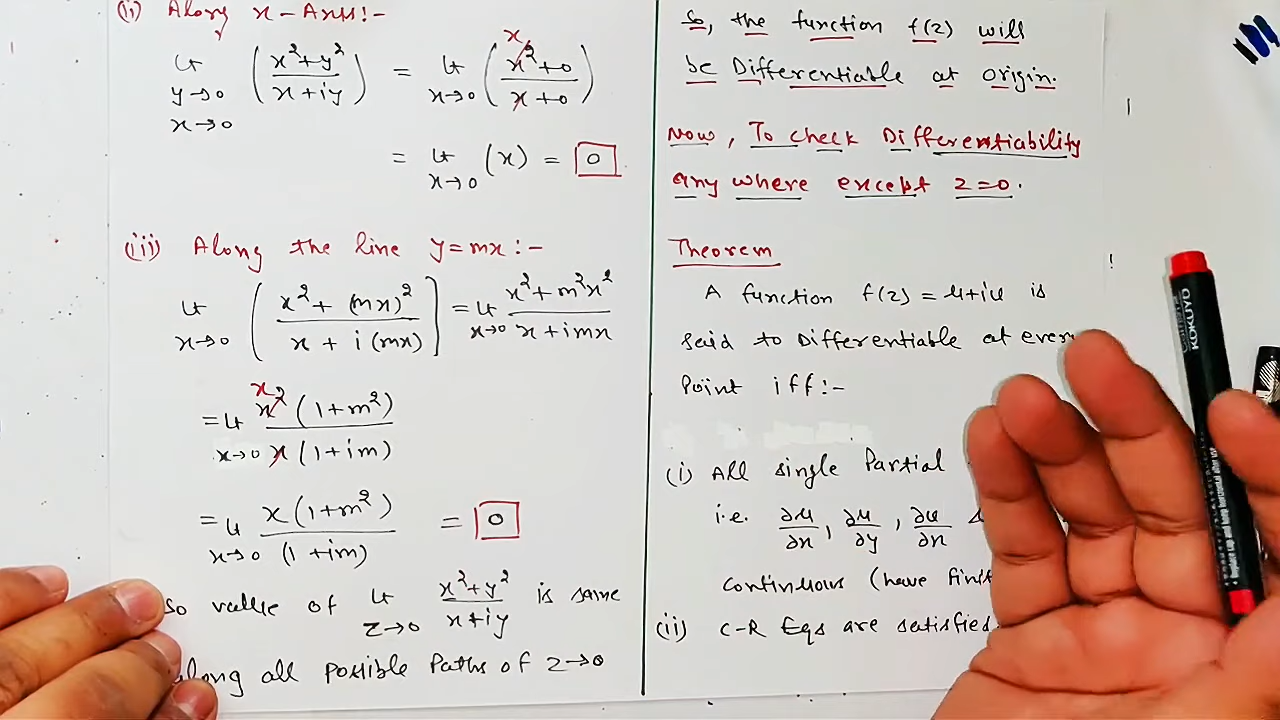 (ii) Along x-Axis:-
Lt y→0 x→0 (x²+y² / x+iy) = Lt x→0 (x²+0 / x+0)
x
= Lt x→0 (x) = 0
(iii) Along the line y=mx:-
Lt x→0 [x²+(mx)² / x+i(mx)] = Lt x→0 x²+m²x² / x+imx
x
= Lt x→0 x²(1+m²) / x(1+im)
= Lt x→0 x(1+m²) / (1+im) = 0
So value of Lt z→0 x²+y² / x+iy is same
along all possible Paths of z→0
So, the function f(z) will
be Differentiable at origin.
Now, To check Differentiability
any where except z=0.
Theorem
A function f(z)=u+iv is
said to Differentiable at every
Point iff:-
(i) All single Partial
i.e. ∂u/∂x, ∂u/∂y, ∂v/∂x
continuous (have finit
(ii) C-R Eqs are satisfied.
KOKUYO